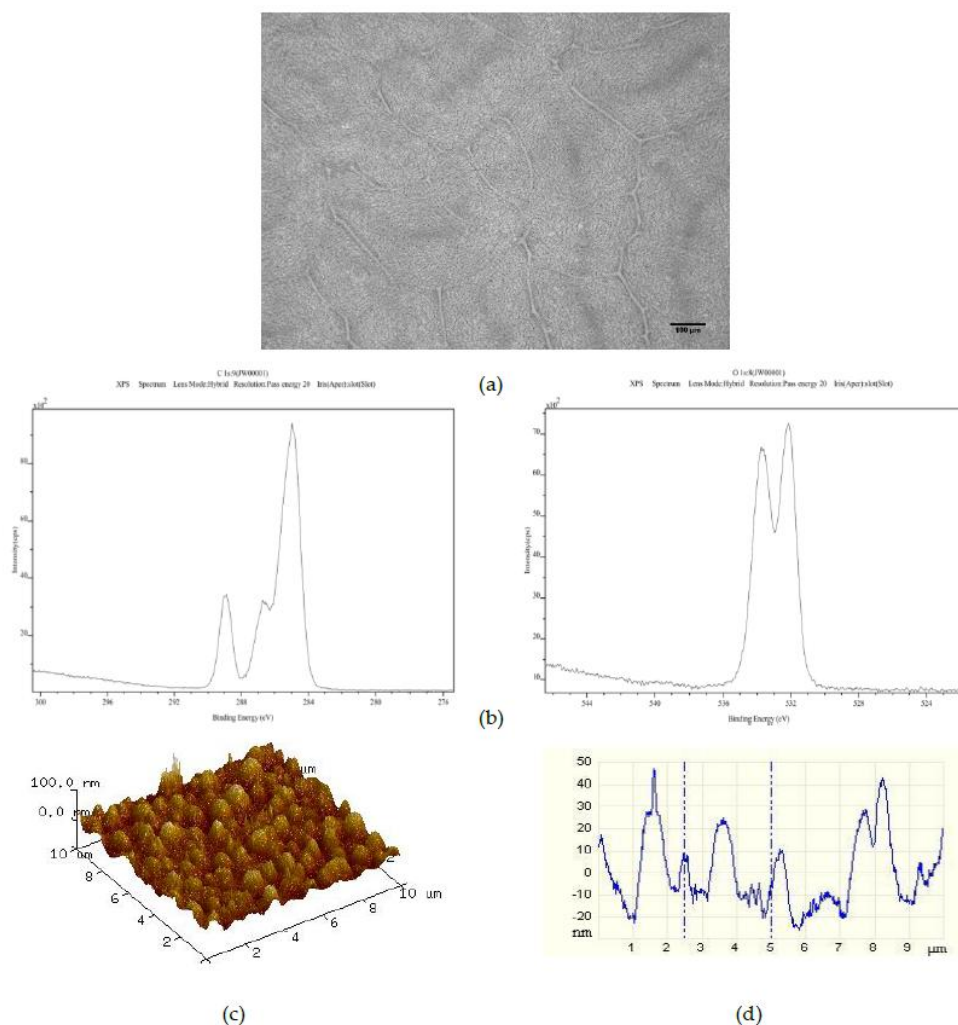 100 µm
(a)
C 1s:9(JW00001)
XPS Spectrum Lens Mode:Hybrid Resolution:Pass energy 20 Iris(Aper):slot(Slot)
x10²
80
60
40
20
Intensity(cps)
300 296 292 288 284 280 276
Binding Energy (eV)
XPS Spectrum Lens Mode:Hybrid Resolution:Pass energy 20 Iris(Aper):slot(Slot)
x10²
70
60
50
40
30
20
10
Intensity(cps)
544 540 536 532 528 524
Binding Energy (eV)
(b)
100.0 nm
0.0 nm
10 um
8
6
4
2
2
4
6
8
10 um
(c)
50
40
30
20
10
0
-10
-20
nm
1 2 3 4 5 6 7 8 9 µm
(d)